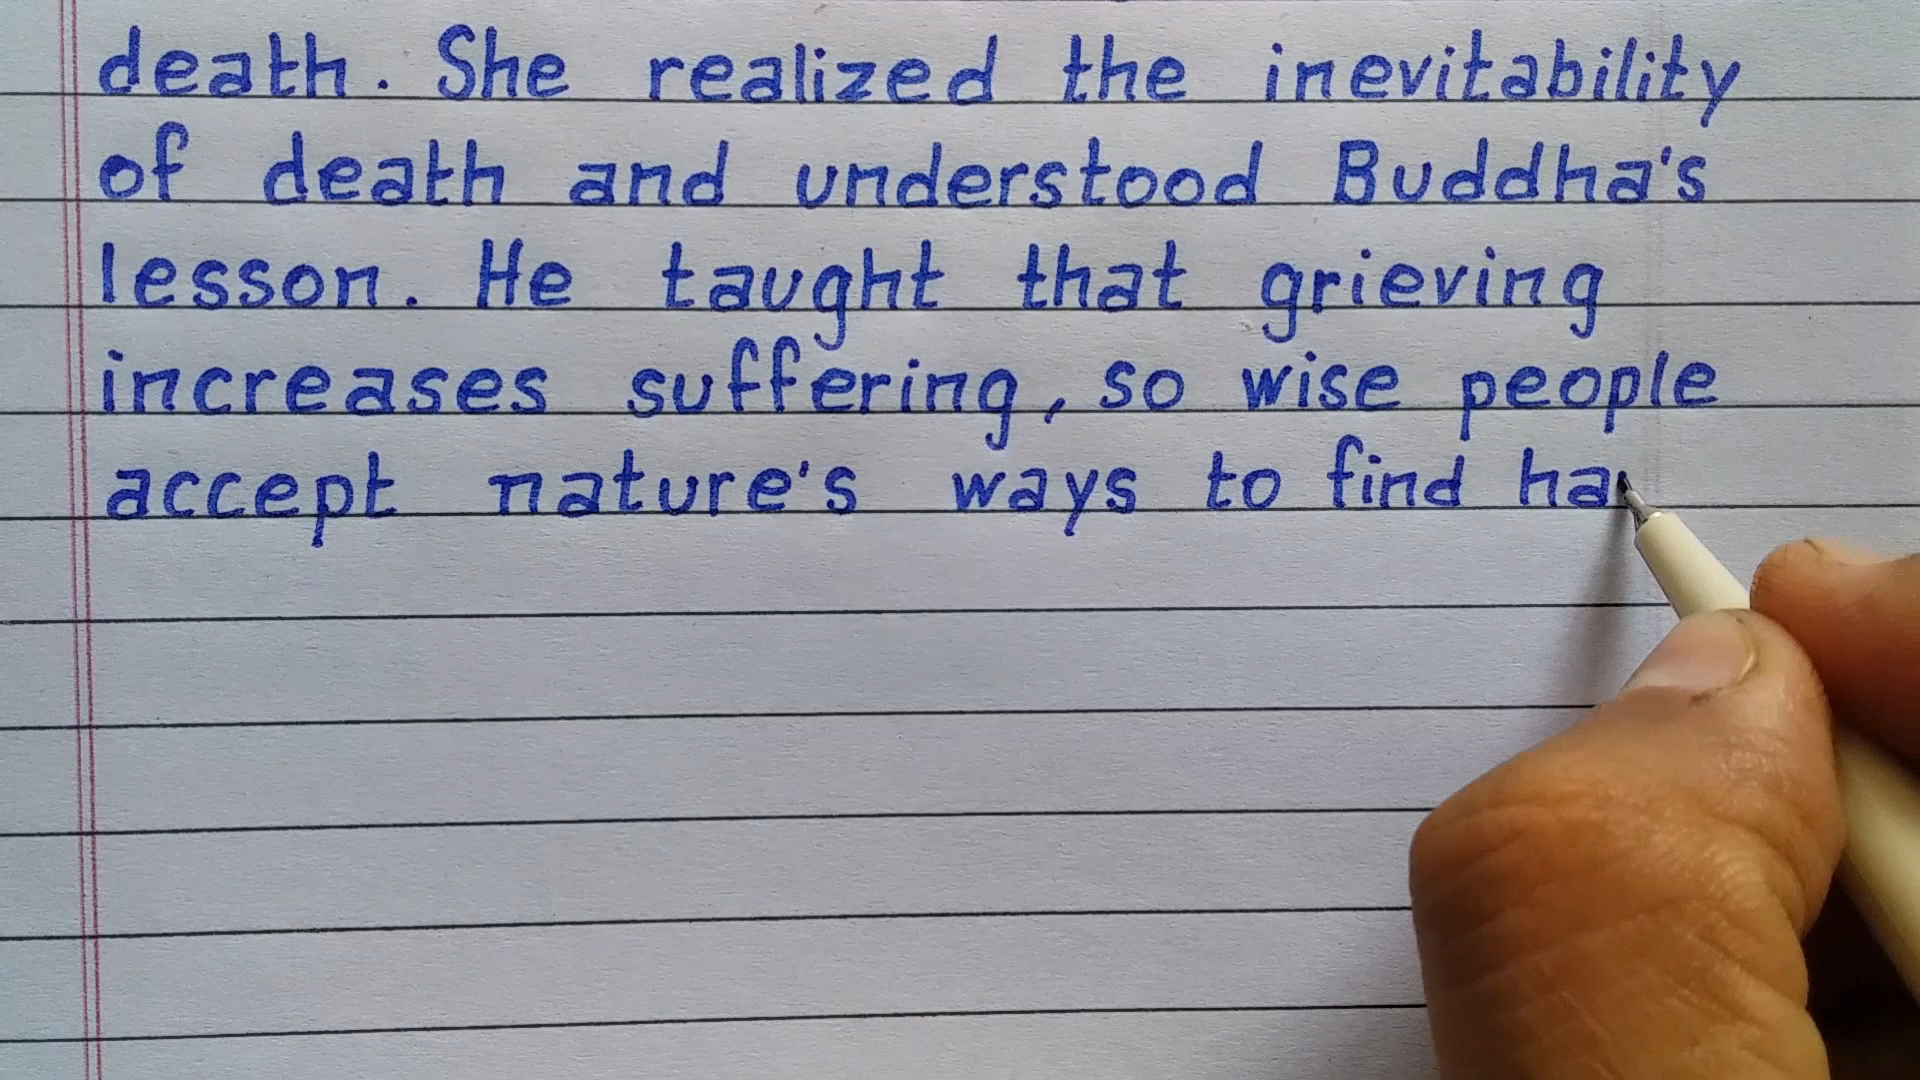 death. She realized the inevitability
of death and understood Buddha's
lesson. He taught that grieving
increases suffering, so wise people
accept nature's ways to find ha